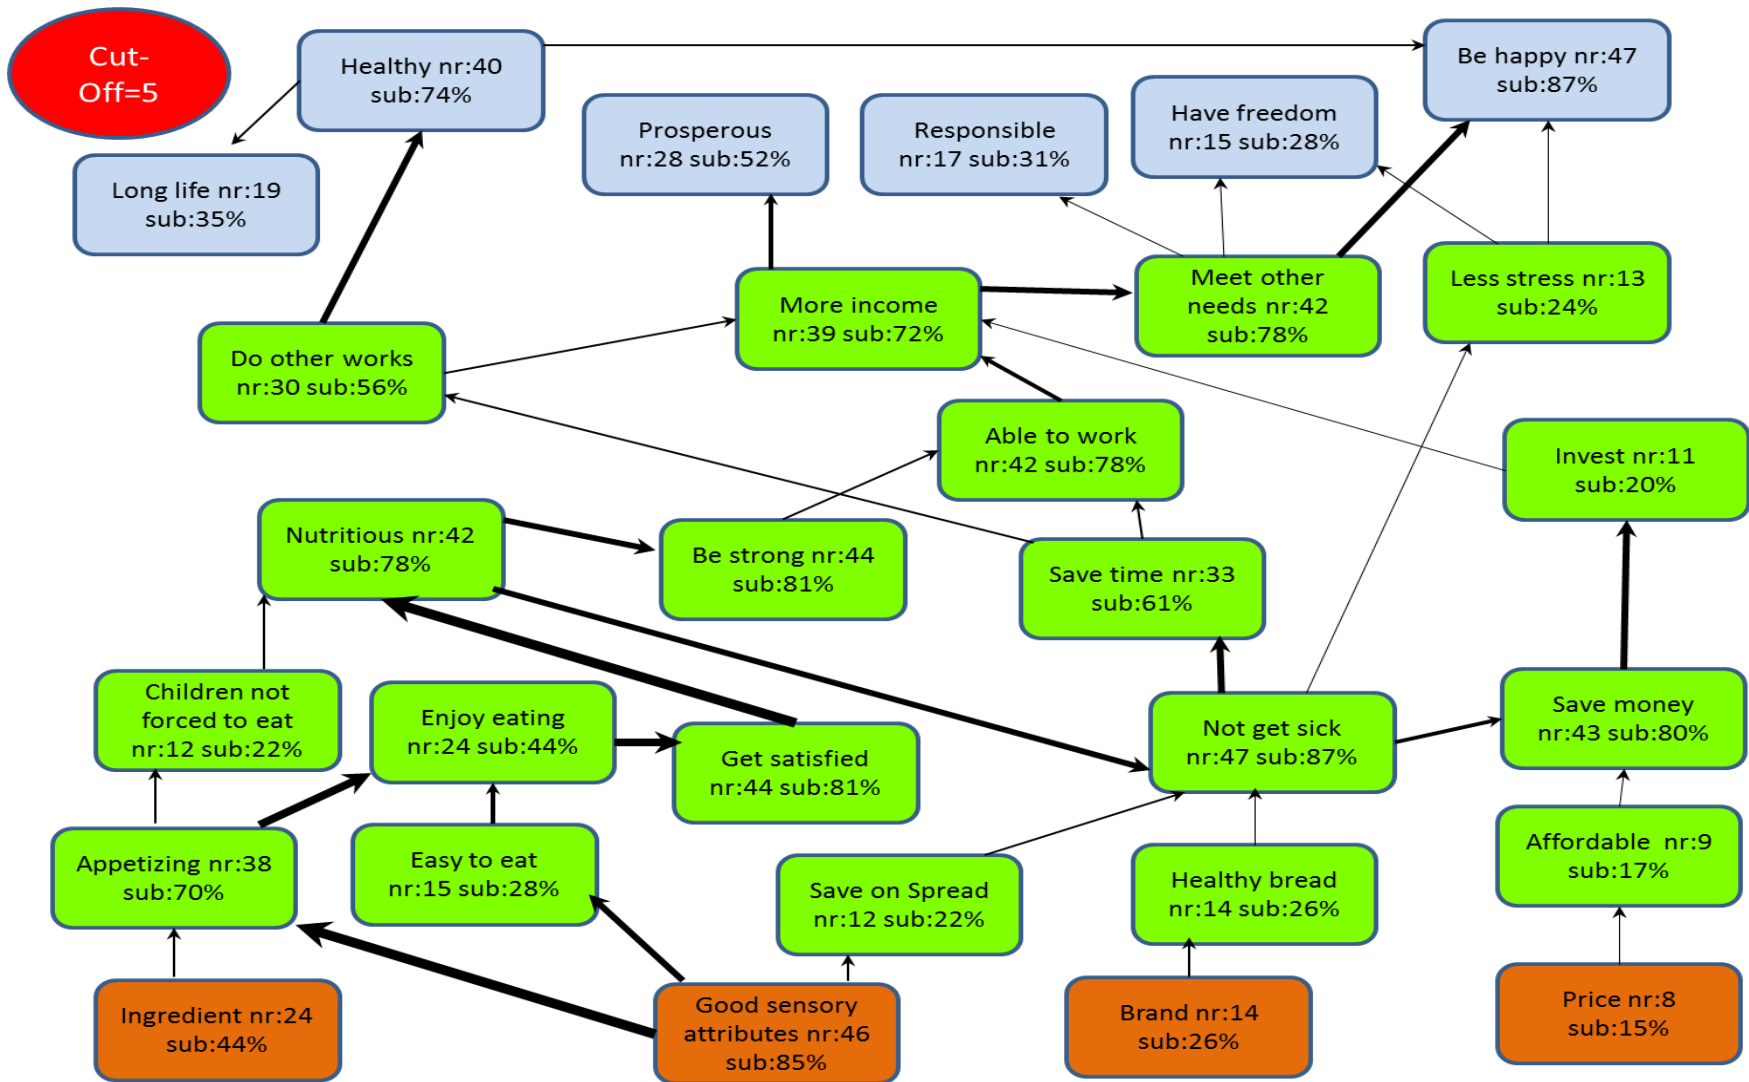 Cut-
Off=5
Healthy nr:40
sub:74%
Be happy nr:47
sub:87%
Prosperous
nr:28 sub:52%
Responsible
nr:17 sub:31%
Have freedom
nr:15 sub:28%
Long life nr:19
sub:35%
More income
nr:39 sub:72%
Meet other
needs nr:42
sub:78%
Less stress nr:13
sub:24%
Do other works
nr:30 sub:56%
Able to work
nr:42 sub:78%
Invest nr:11
sub:20%
Nutritious nr:42
sub:78%
Be strong nr:44
sub:81%
Save time nr:33
sub:61%
Children not
forced to eat
nr:12 sub:22%
Enjoy eating
nr:24 sub:44%
Get satisfied
nr:44 sub:81%
Not get sick
nr:47 sub:87%
Save money
nr:43 sub:80%
Appetizing nr:38
sub:70%
Easy to eat
nr:15 sub:28%
Save on Spread
nr:12 sub:22%
Healthy bread
nr:14 sub:26%
Affordable  nr:9
sub:17%
Ingredient nr:24
sub:44%
Good sensory
attributes nr:46
sub:85%
Brand nr:14
sub:26%
Price nr:8
sub:15%